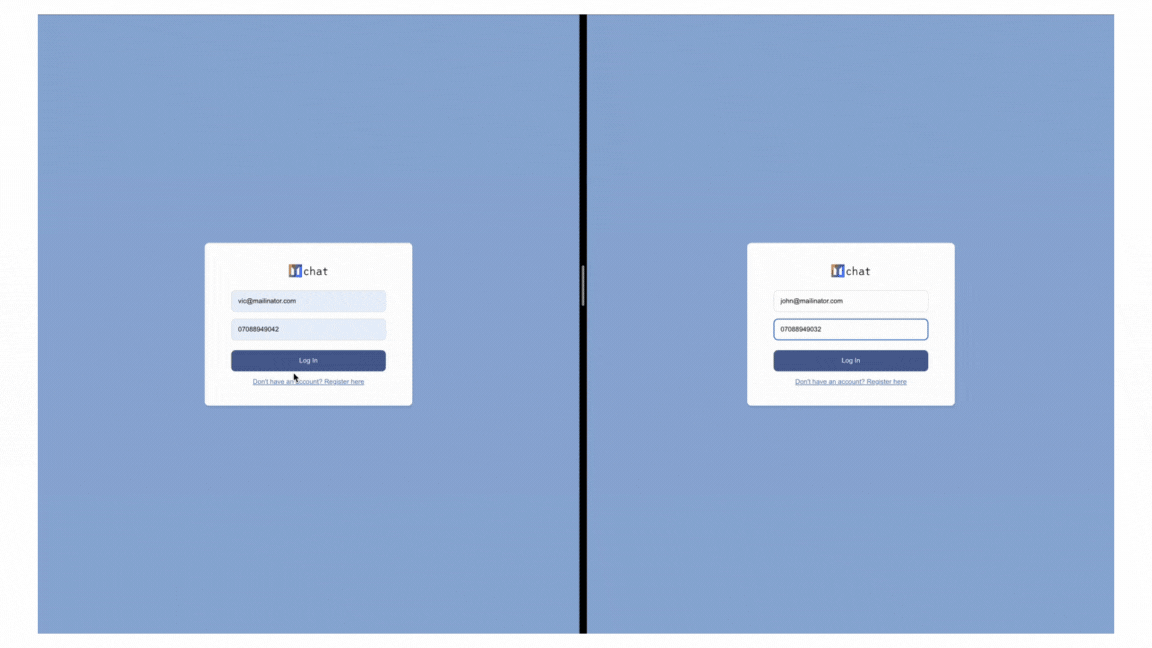 chat
vic@mailinator.com
07088949042
Log In
Don't have an account? Register here
chat
john@mailinator.com
07088949032
Log In
Don't have an account? Register here